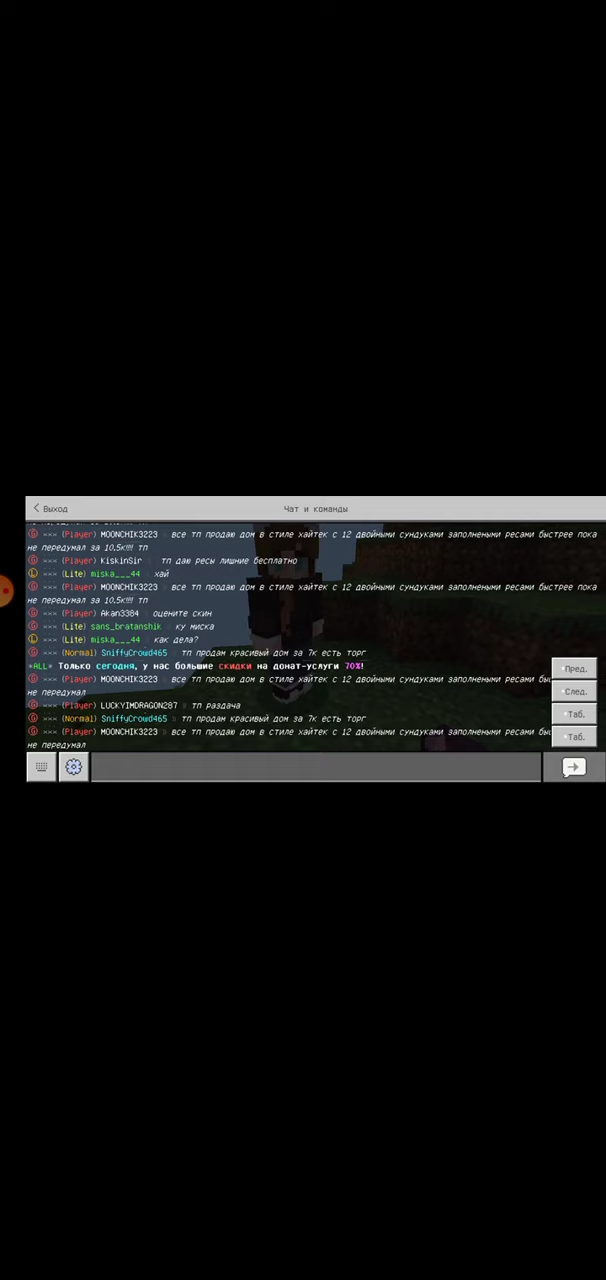 Выход
Чат и команды
G »»» (Player) MOONCHIK3223 » все тп продаю дом в стиле хайтек с 12 двойными сундуками заполнеными ресами быстрее пока
не передумал за 10.5к!!!! тп
G »»» (Player) KiskinSir » тп даю ресы лишние бесплатно
L »»» (Lite) miska___44 » хай
G »»» (Player) MOONCHIK3223 » все тп продаю дом в стиле хайтек с 12 двойными сундуками заполнеными ресами быстрее пока
не передумал за 10.5к!!!! тп
G »»» (Player) Akan3384 » оцените скин
L »»» (Lite) sans_bratanshik » ку миска
L »»» (Lite) miska___44 » как дела?
G »»» (Normal) SniffyCrowd465 » тп продам красивый дом за 7к есть торг
*ALL* Только сегодня, у нас большие скидки на донат-услуги 70%!
G »»» (Player) MOONCHIK3223 » все тп продаю дом в стиле хайтек с 12 двойными сундуками заполнеными ресами быс
не передумал
G »»» (Player) LUCKYIMDRAGON287 » тп раздача
G »»» (Normal) SniffyCrowd465 » тп продам красивый дом за 7к есть торг
G »»» (Player) MOONCHIK3223 » все тп продаю дом в стиле хайтек с 12 двойными сундуками заполнеными ресами быс
не передумал
Пред.
След.
Таб.
Таб.